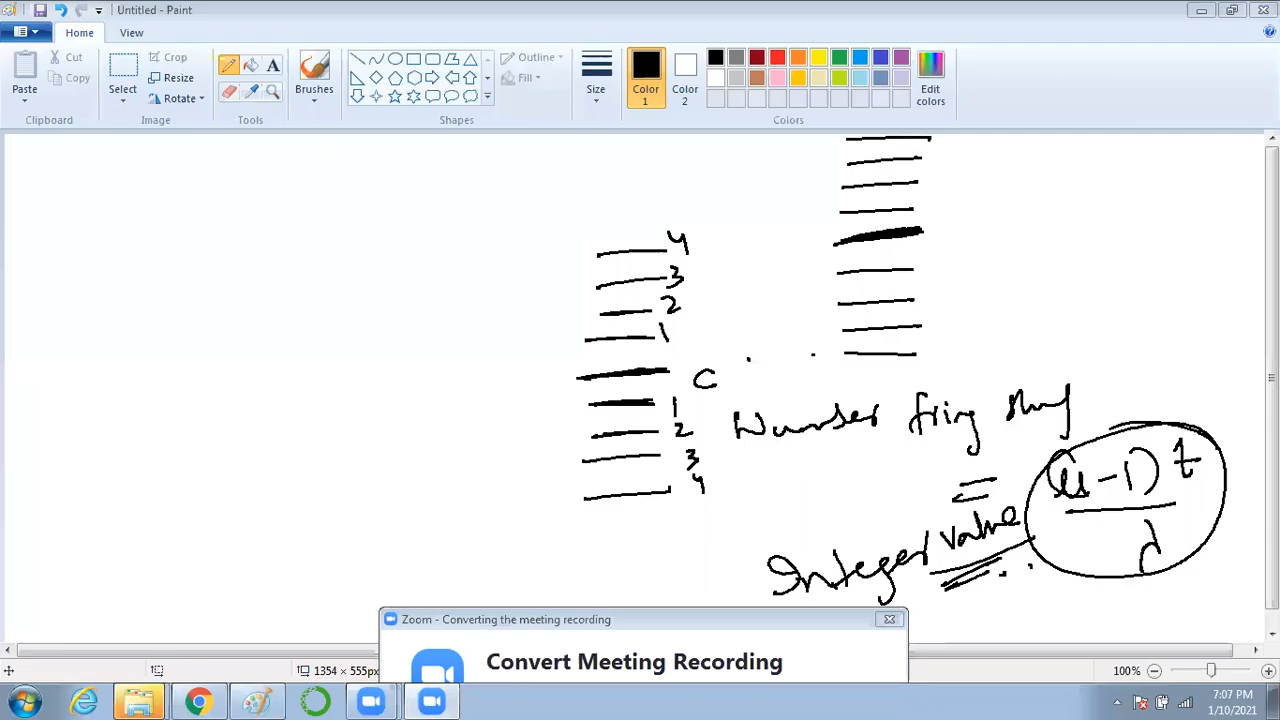 Untitled - Paint
Home
View
Paste
Cut
Copy
Clipboard
Select
Crop
Resize
Rotate
Image
Tools
Brushes
Shapes
Outline
Fill
Size
Color 1
Color 2
Edit colors
Colors
4
3
2
1
C
1
2
3
4
Number fring
=
(μ-1)t
λ
Integer value
Zoom - Converting the meeting recording
Convert Meeting Recording
1354 × 555px
100%
7:07 PM
1/10/2021